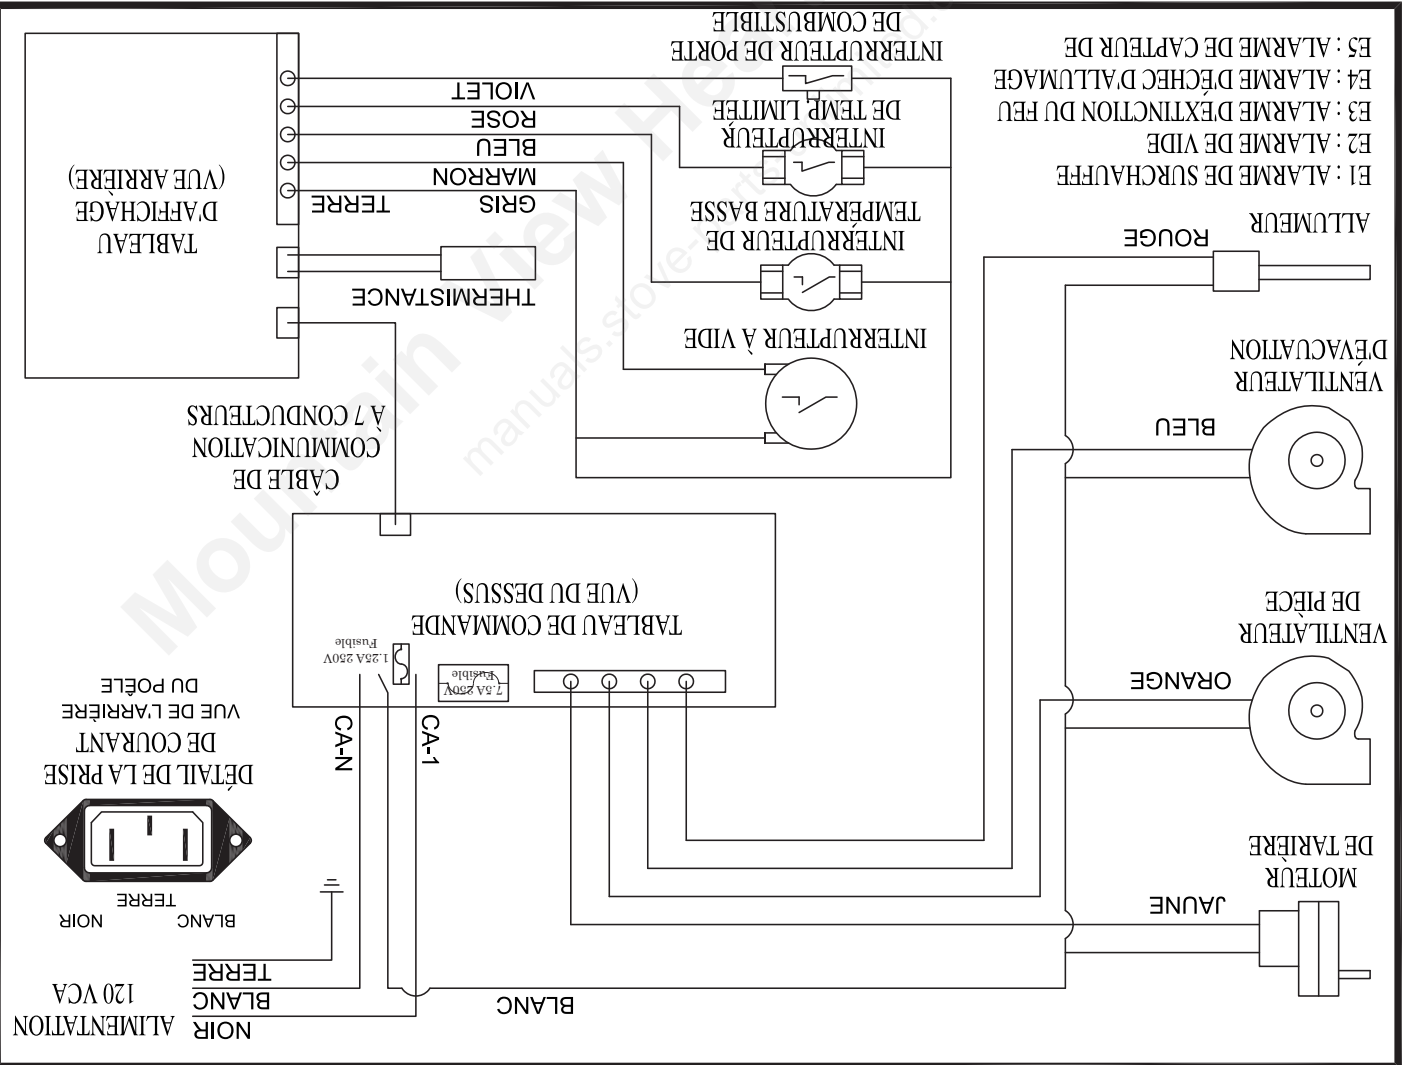 ALIMENTATION
120 VCA
NOIR
BLANC
TERRE
BLANC
BLANC
TERRE
NOIR
DÉTAIL DE LA PRISE
DE COURANT
VUE DE L'ARRIÈRE
DU POÊLE
CA-N
CA-1
MOTEUR
DE TARIÈRE
JAUNE
VENTILATEUR
DE PIÈCE
ORANGE
VENTILATEUR
D'ÉVACUATION
BLEU
ALLUMEUR
ROUGE
7.5A 250V
Fusible
1.25A 250V
Fusible
TABLEAU DE COMMANDE
(VUE DU DESSUS)
CÂBLE DE
COMMUNICATION
À 7 CONDUCTEURS
INTERRUPTEUR À VIDE
THERMISTANCE
INTERRUPTEUR DE
TEMPÉRATURE BASSE
INTERRUPTEUR
DE TEMP. LIMITÉE
INTERRUPTEUR DE PORTE
DE COMBUSTIBLE
TABLEAU
D'AFFICHAGE
(VUE ARRIÈRE)
TERRE
GRIS
MARRON
BLEU
ROSE
VIOLET
E1 : ALARME DE SURCHAUFFE
E2 : ALARME DE VIDE
E3 : ALARME D'ÉXTINCTION DU FEU
E4 : ALARME D'ÉCHEC D'ALLUMAGE
E5 : ALARME DE CAPTEUR DE